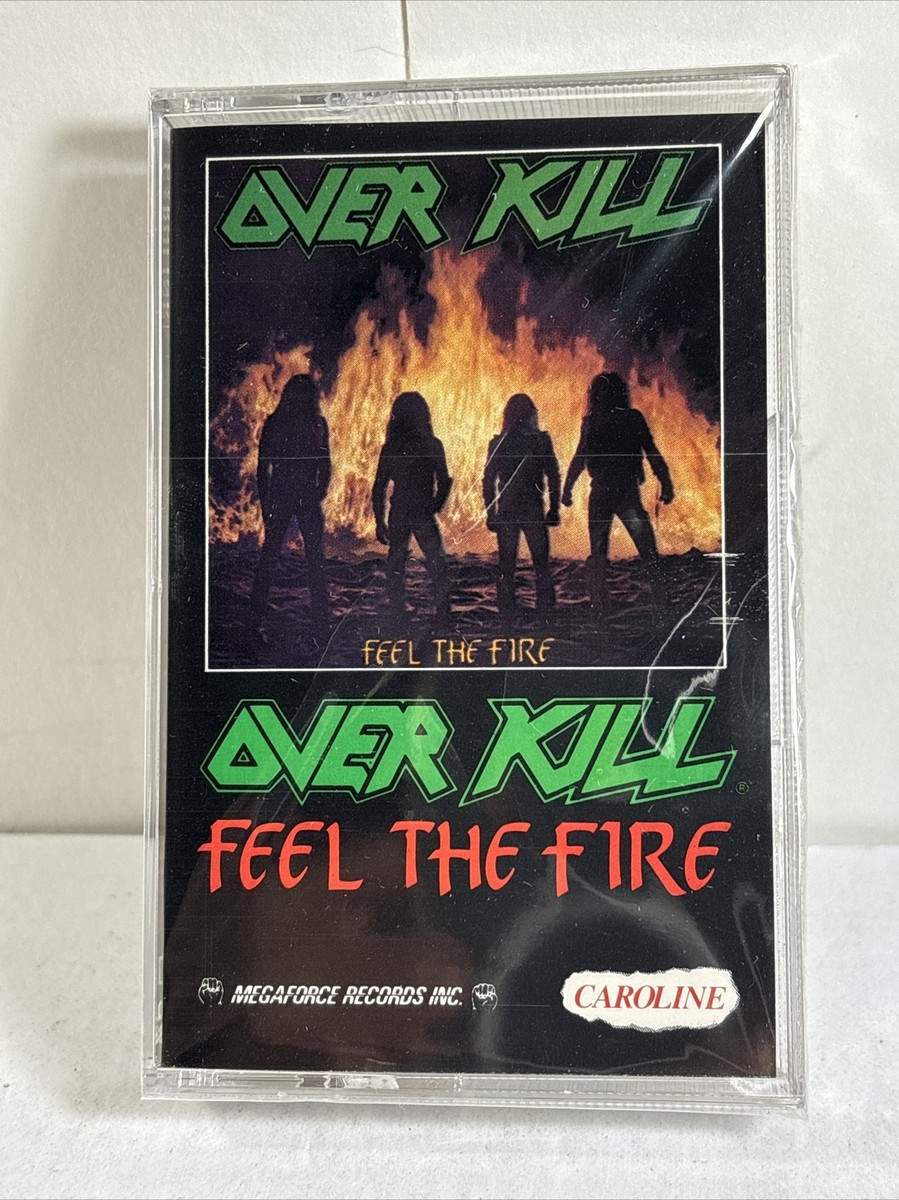 OVER KILL
FEEL THE FIRE
OVER KILL ®
FEEL THE FIRE
MEGAFORCE RECORDS INC.
CAROLINE